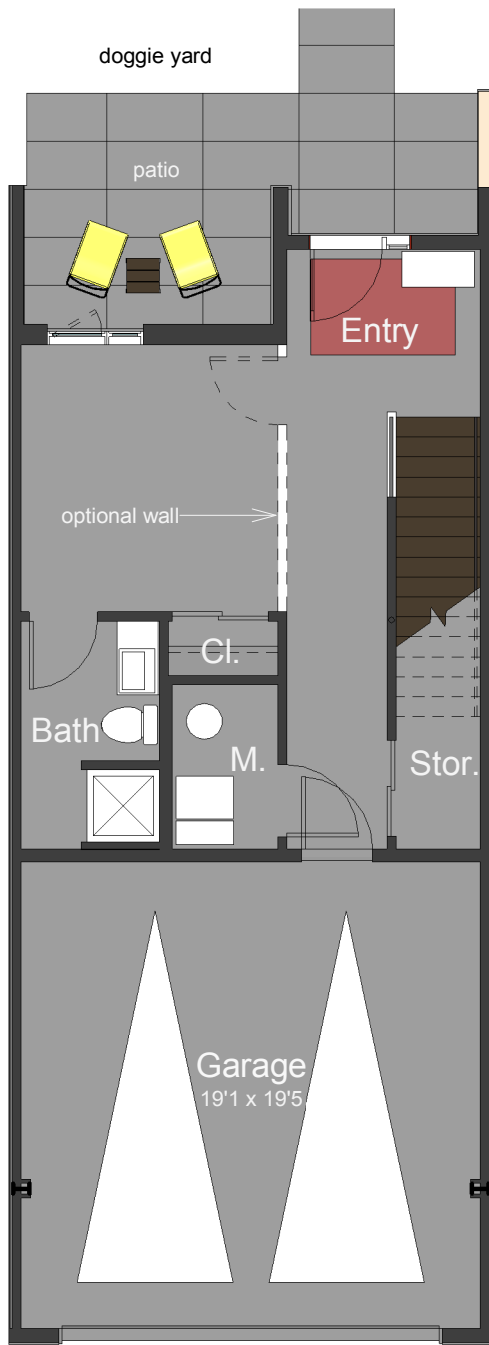 doggie yard
patio
Entry
optional wall
Cl.
Bath
M.
Stor.
Garage
19'1 x 19'5